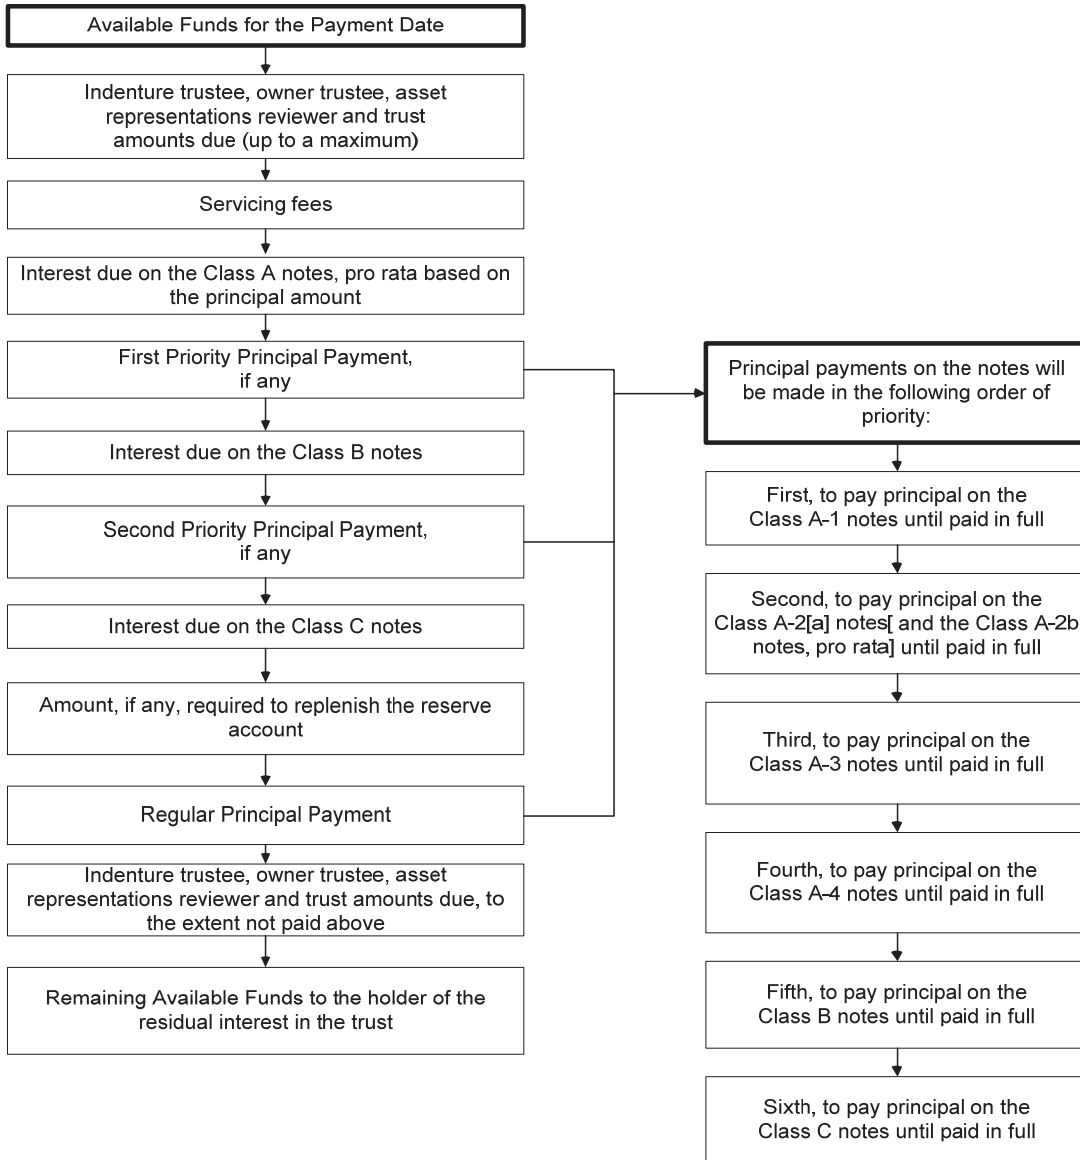 Available Funds for the Payment Date
Indenture trustee, owner trustee, asset
representations reviewer and trust
amounts due (up to a maximum)
Servicing fees
Interest due on the Class A notes, pro rata based on
the principal amount
First Priority Principal Payment,
if any
Interest due on the Class B notes
Second Priority Principal Payment,
if any
Interest due on the Class C notes
Amount, if any, required to replenish the reserve
account
Regular Principal Payment
Indenture trustee, owner trustee, asset
representations reviewer and trust amounts due, to
the extent not paid above
Remaining Available Funds to the holder of the
residual interest in the trust
Principal payments on the notes will
be made in the following order of
priority:
First, to pay principal on the
Class A-1 notes until paid in full
Second, to pay principal on the
Class A-2[a] notes[ and the Class A-2b
notes, pro rata] until paid in full
Third, to pay principal on the
Class A-3 notes until paid in full
Fourth, to pay principal on the
Class A-4 notes until paid in full
Fifth, to pay principal on the
Class B notes until paid in full
Sixth, to pay principal on the
Class C notes until paid in full